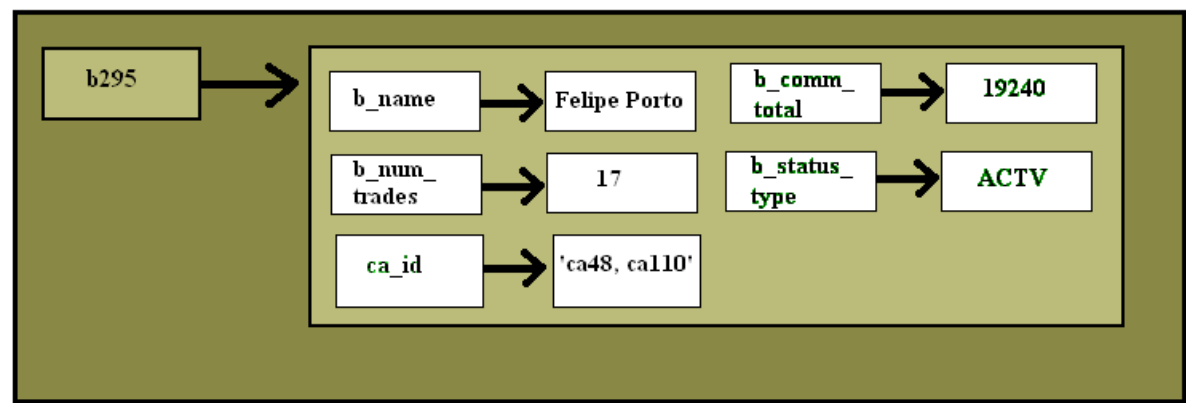 b295
b_name
Felipe Porto
b_comm_
total
19240
b_num_
trades
17
b_status_
type
ACTV
ca_id
'ca48, ca110'